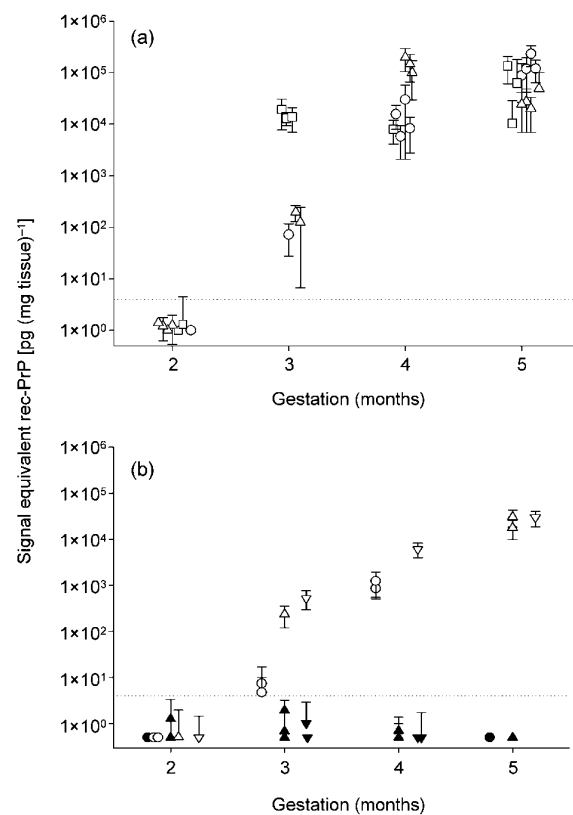 Signal equivalent rec-PrP [pg (mg tissue)⁻¹]
(a)
1×10⁶
1×10⁵
1×10⁴
1×10³
1×10²
1×10¹
1×10⁰
2 3 4 5
Gestation (months)
(b)
1×10⁶
1×10⁵
1×10⁴
1×10³
1×10²
1×10¹
1×10⁰
2 3 4 5
Gestation (months)